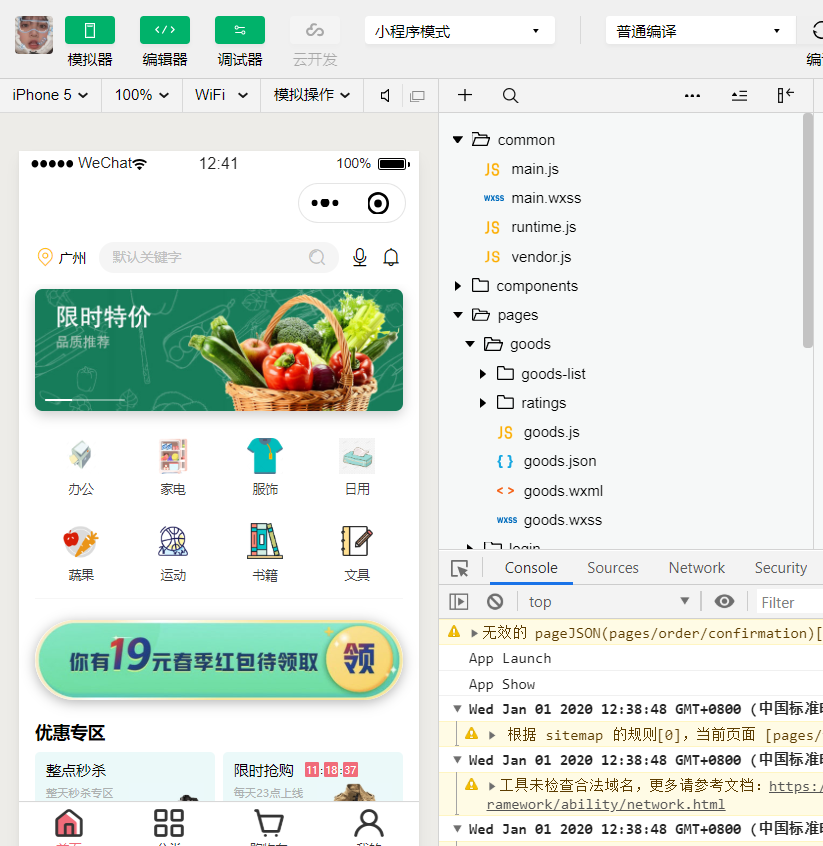 模拟器 编辑器 调试器 云开发 小程序模式 普通编译
iPhone 5 100% WiFi 模拟操作
WeChat 12:41 100%
广州 默认关键字
限时特价
品质推荐
办公 家电 服饰 日用
蔬果 运动 书籍 文具
你有19元春季红包待领取 领
优惠专区
整点秒杀 限时抢购 11:18:37
整天秒杀专区 每天23点上线
common
JS main.js
wxss main.wxss
JS runtime.js
JS vendor.js
components
pages
goods
goods-list
ratings
JS goods.js
{ } goods.json
< > goods.wxml
wxss goods.wxss
login
Console Sources Network Security
top Filter
无效的 pageJSON(pages/order/confirmation)[
App Launch
App Show
Wed Jan 01 2020 12:38:48 GMT+0800 (中国标准
根据 sitemap 的规则[0]，当前页面 [pages/
Wed Jan 01 2020 12:38:48 GMT+0800 (中国标准
工具未检查合法域名，更多请参考文档：https:/
ramework/ability/network.html
Wed Jan 01 2020 12:38:48 GMT+0800 (中国标准